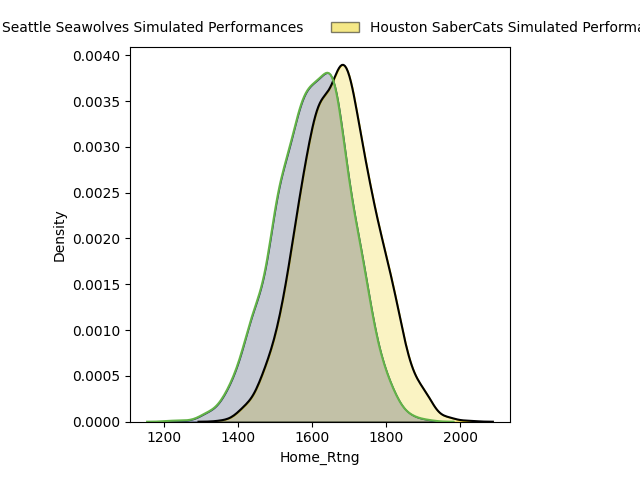 Seattle Seawolves Simulated Performances
Houston SaberCats Simulated
0.0040
0.0035
0.0030
0.0025
0.0020
0.0015
0.0010
0.0005
0.0000
Density
1200 1400 1600 1800 2000
Home_Rtng